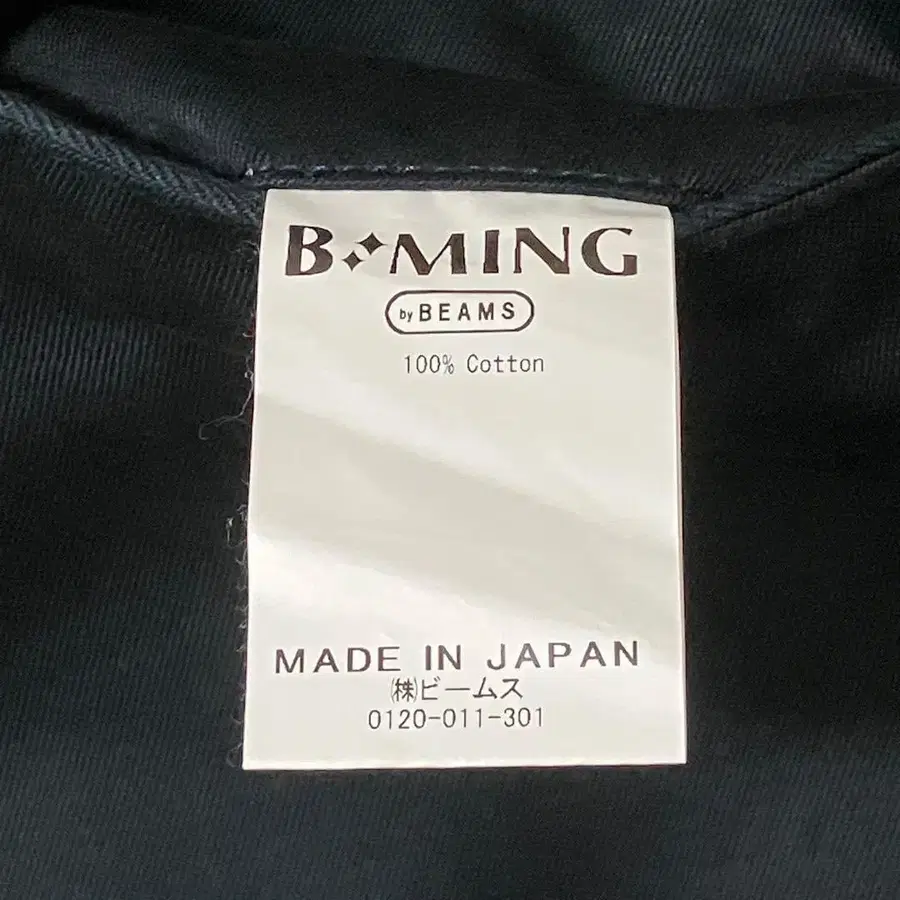 B MING
by BEAMS
100% Cotton
MADE IN JAPAN
㈱ビームス
0120-011-301